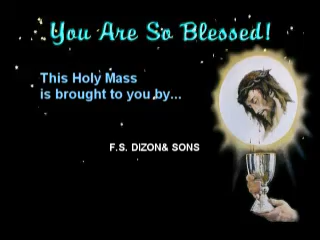 You Are So Blessed!
This Holy Mass
is brought to you by...
F.S. DIZON& SONS